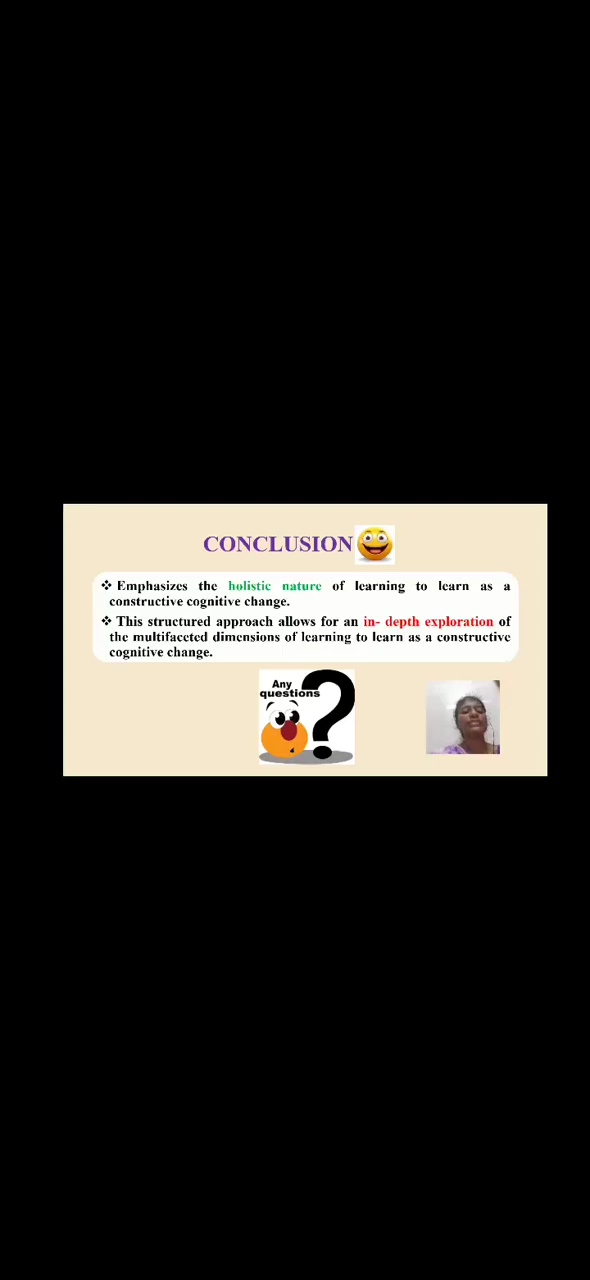 CONCLUSION
❖ Emphasizes the holistic nature of learning to learn as a
constructive cognitive change.
❖ This structured approach allows for an in- depth exploration of
the multifaceted dimensions of learning to learn as a constructive
cognitive change.
Any
questions
?